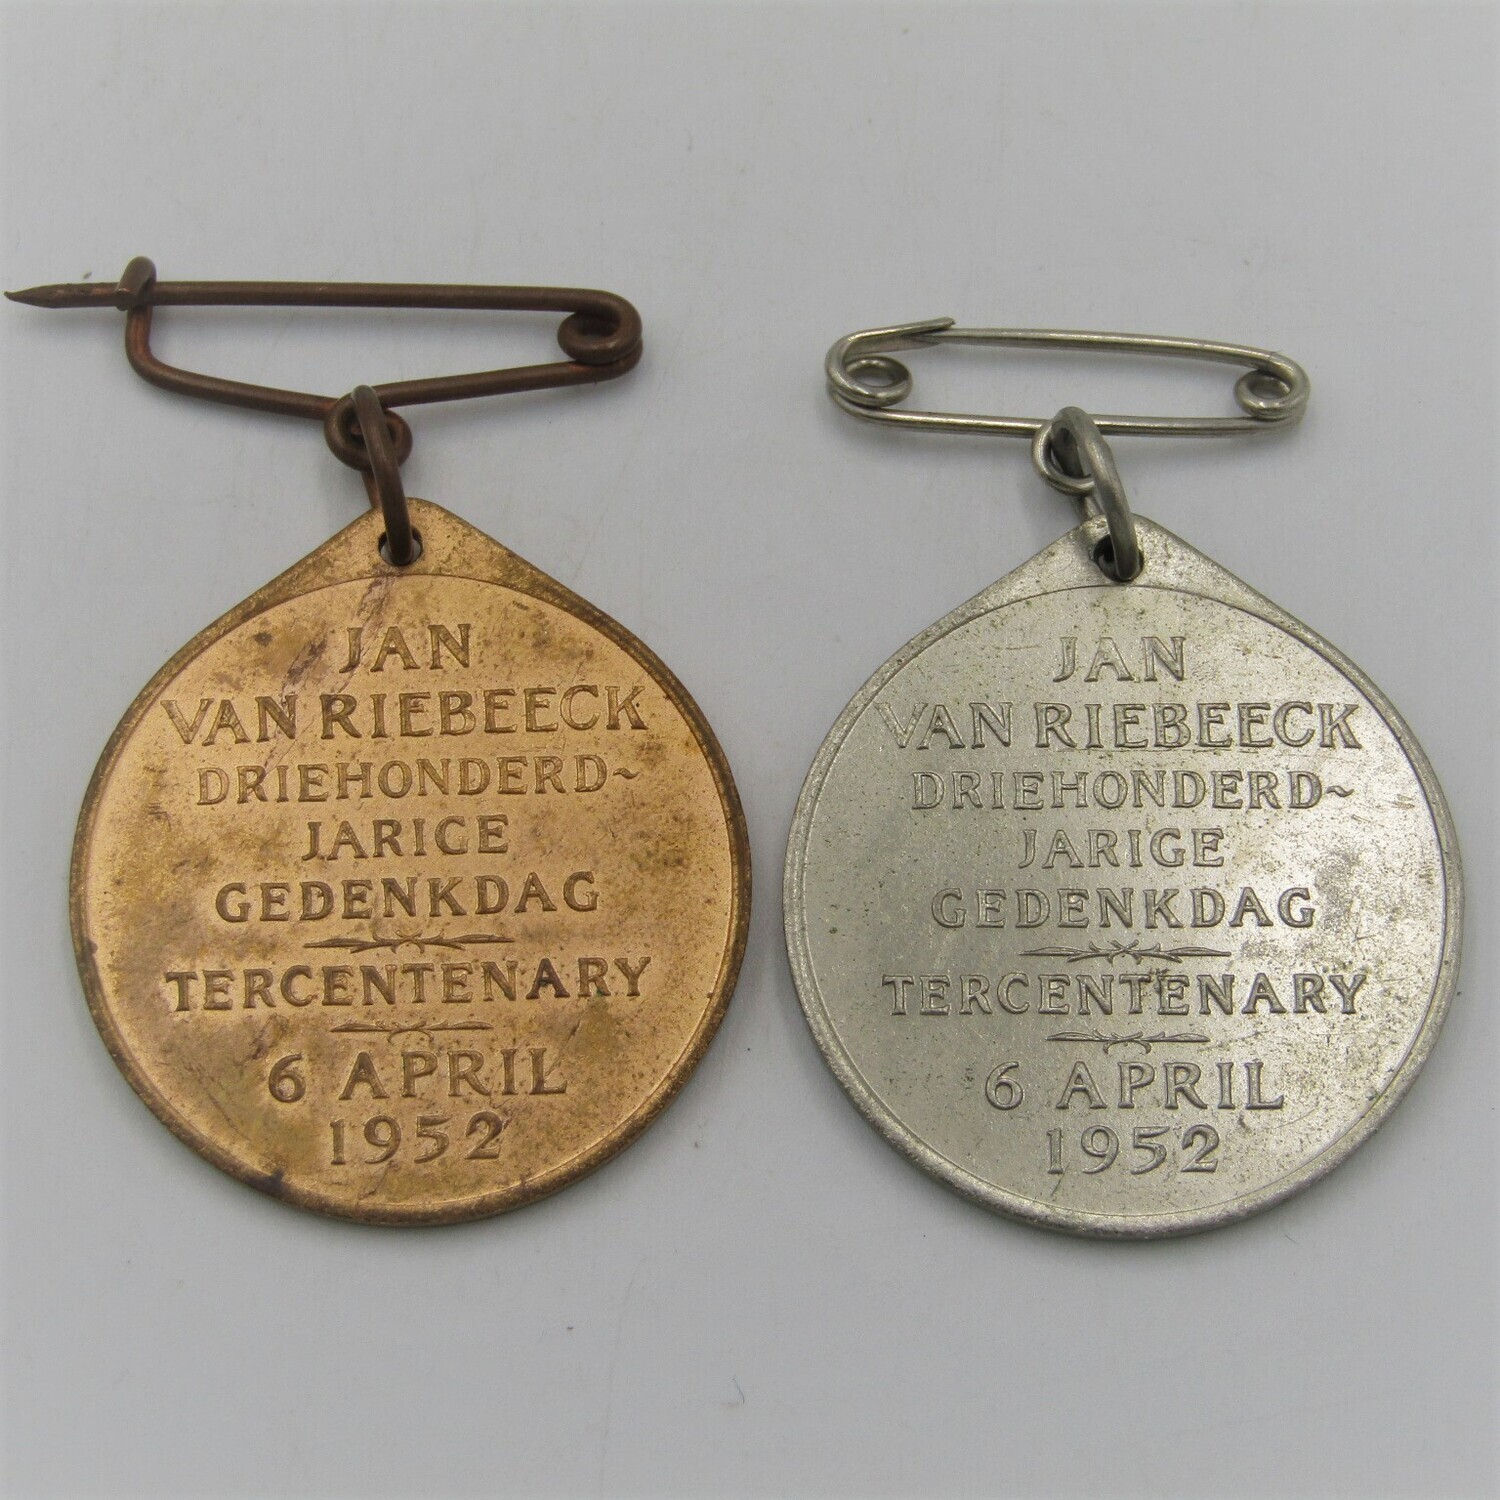 JAN
VAN RIEBEECK
DRIEHONDERD~
JARIGE
GEDENKDAG
TERCENTENARY
6 APRIL
1952
JAN
VAN RIEBEECK
DRIEHONDERD~
JARIGE
GEDENKDAG
TERCENTENARY
6 APRIL
1952